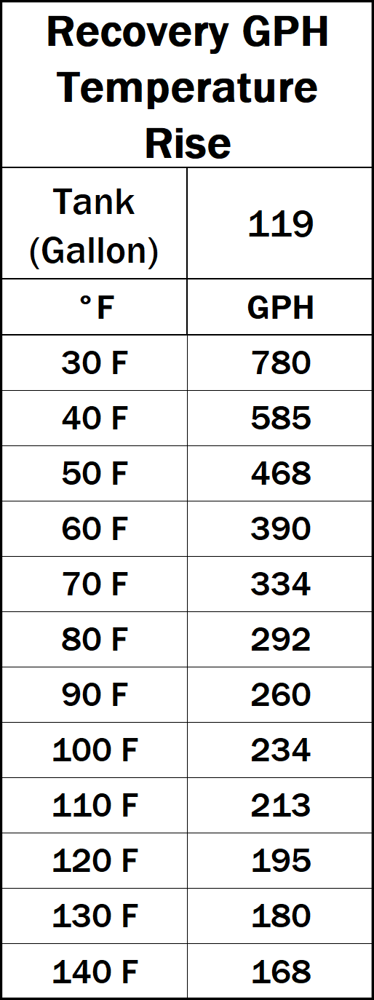 Recovery GPH
Temperature
Rise
Tank
(Gallon)
119
°F GPH
30 F 780
40 F 585
50 F 468
60 F 390
70 F 334
80 F 292
90 F 260
100 F 234
110 F 213
120 F 195
130 F 180
140 F 168